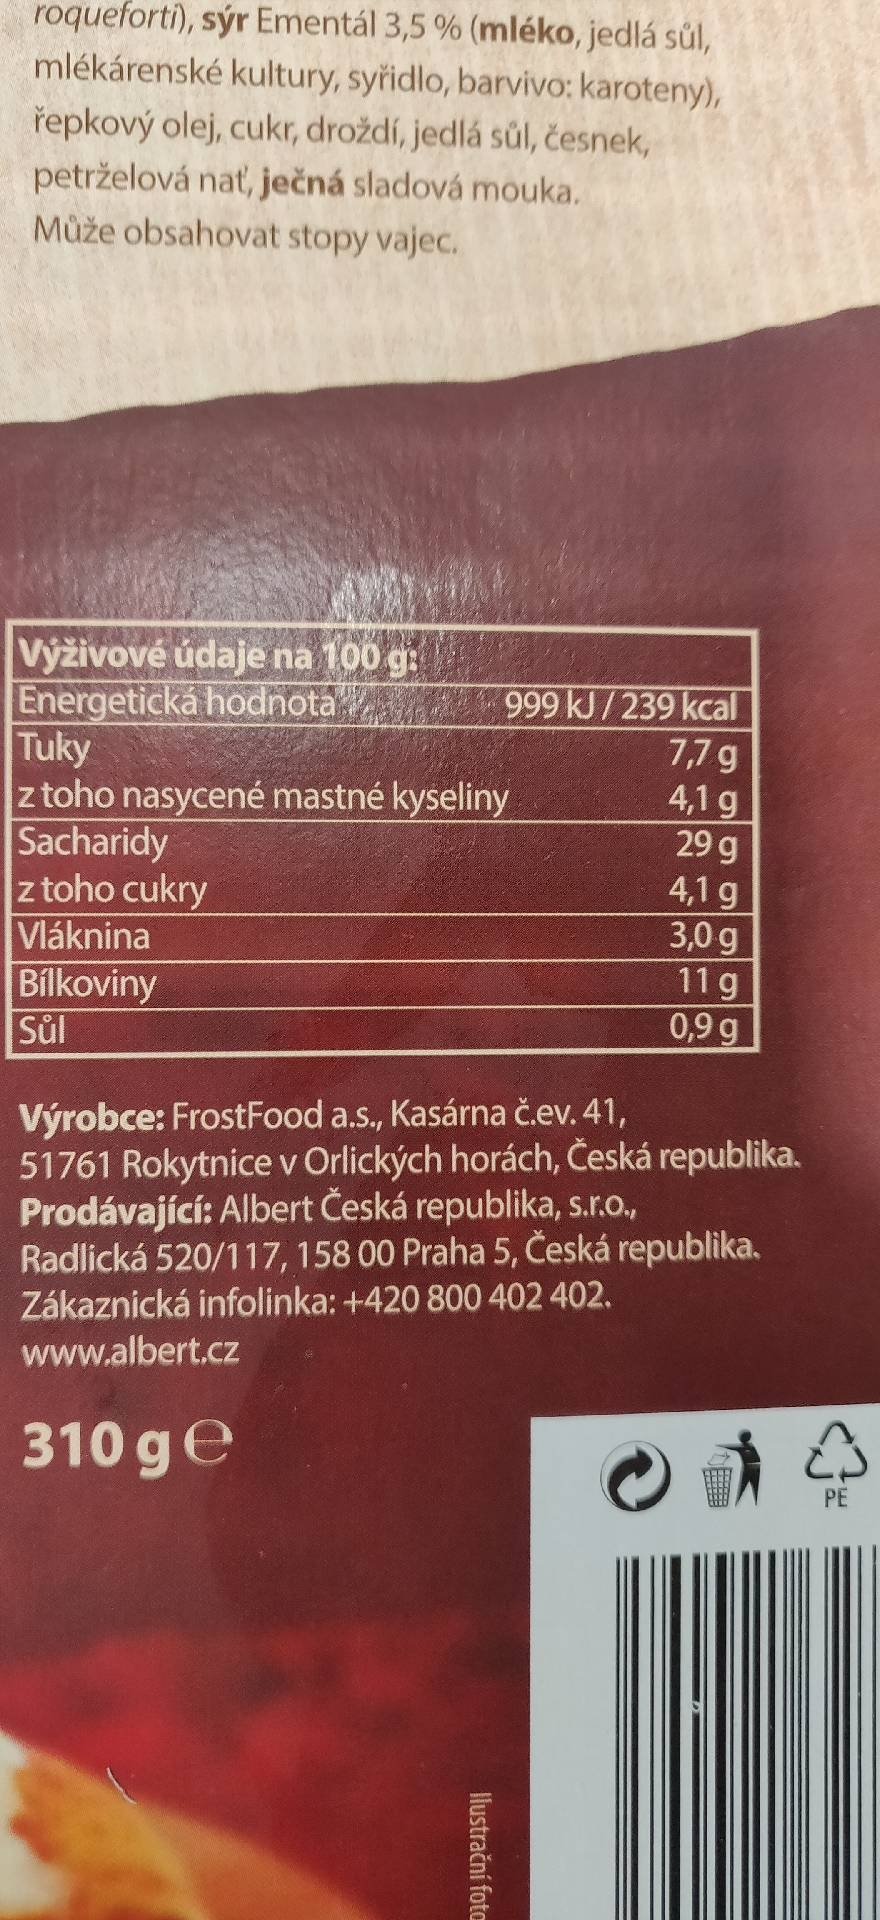 roqueforti), sýr Ementál 3,5 % (mléko, jedlá sůl,
mlékárenské kultury, syřidlo, barvivo: karoteny),
řepkový olej, cukr, droždí, jedlá sůl, česnek,
petrželová nať, ječná sladová mouka.
Může obsahovat stopy vajec.
Výživové údaje na 100 g:
Energetická hodnota 999 kJ / 239 kcal
Tuky 7,7 g
z toho nasycené mastné kyseliny 4,1 g
Sacharidy 29 g
z toho cukry 4,1 g
Vláknina 3,0 g
Bílkoviny 11 g
Sůl 0,9 g
Výrobce: FrostFood a.s., Kasárna č.ev. 41,
51761 Rokytnice v Orlických horách, Česká republika.
Prodávající: Albert Česká republika, s.r.o.,
Radlická 520/117, 158 00 Praha 5, Česká republika.
Zákaznická infolinka: +420 800 402 402.
www.albert.cz
310 g e
PE
Ilustrační foto